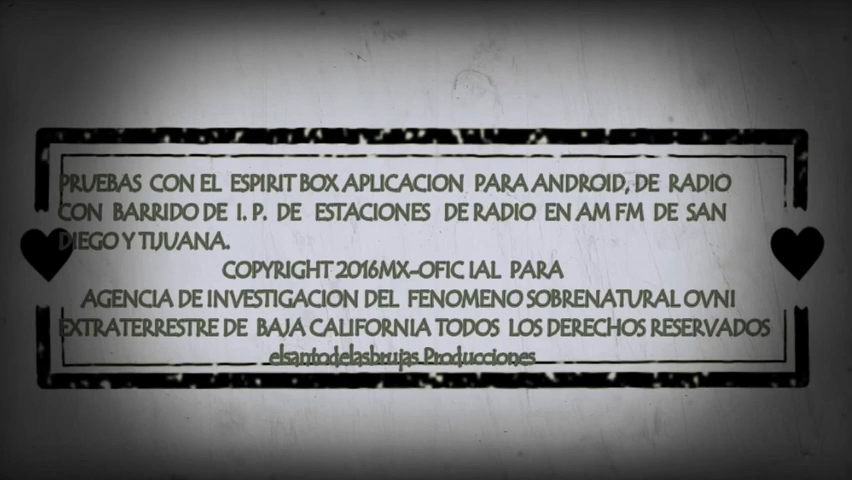 PRUEBAS CON EL ESPIRIT BOX APLICACION PARA ANDROID, DE RADIO
CON BARRIDO DE I. P. DE ESTACIONES DE RADIO EN AM FM DE SAN
DIEGO Y TIJUANA.
COPYRIGHT 2016MX-OFIC IAL PARA
AGENCIA DE INVESTIGACION DEL FENOMENO SOBRENATURAL OVNI
EXTRATERRESTRE DE BAJA CALIFORNIA TODOS LOS DERECHOS RESERVADOS
elsantodelasbrujas Producciones